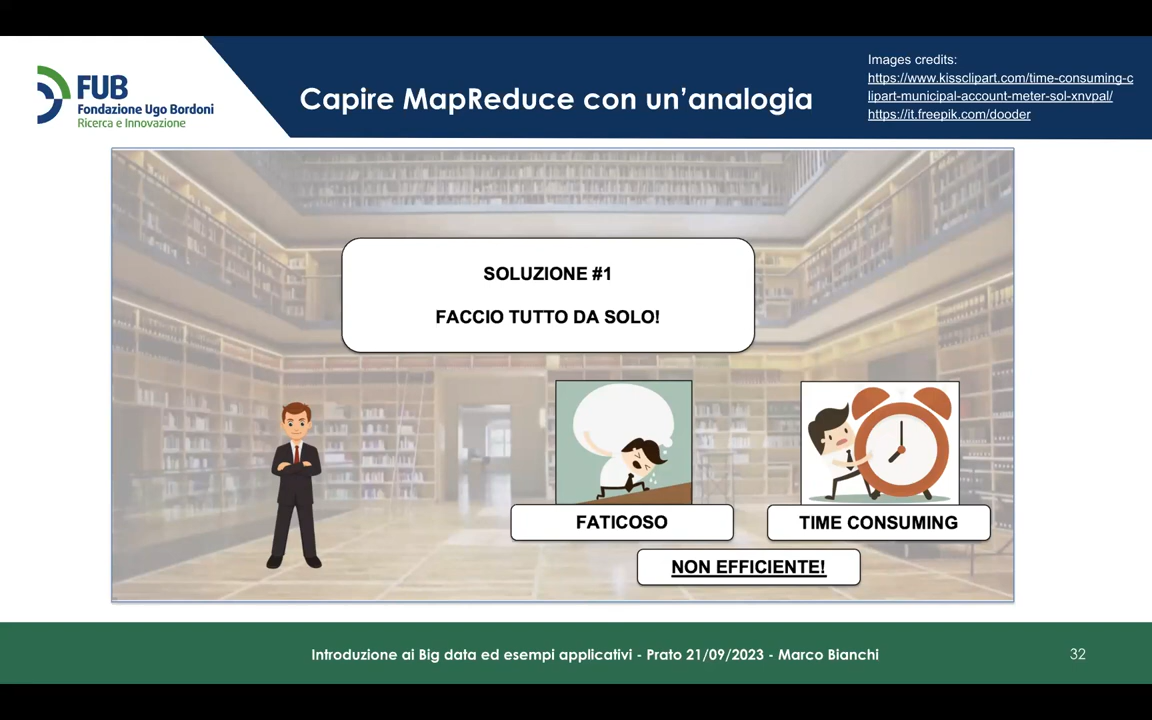 FUB
Fondazione Ugo Bordoni
Ricerca e Innovazione
Capire MapReduce con un'analogia
Images credits:
https://www.kissclipart.com/time-consuming-c
lipart-municipal-account-meter-sol-xnvpal/
https://it.freepik.com/dooder
SOLUZIONE #1
FACCIO TUTTO DA SOLO!
FATICOSO
TIME CONSUMING
NON EFFICIENTE!
Introduzione ai Big data ed esempi applicativi - Prato 21/09/2023 - Marco Bianchi
32